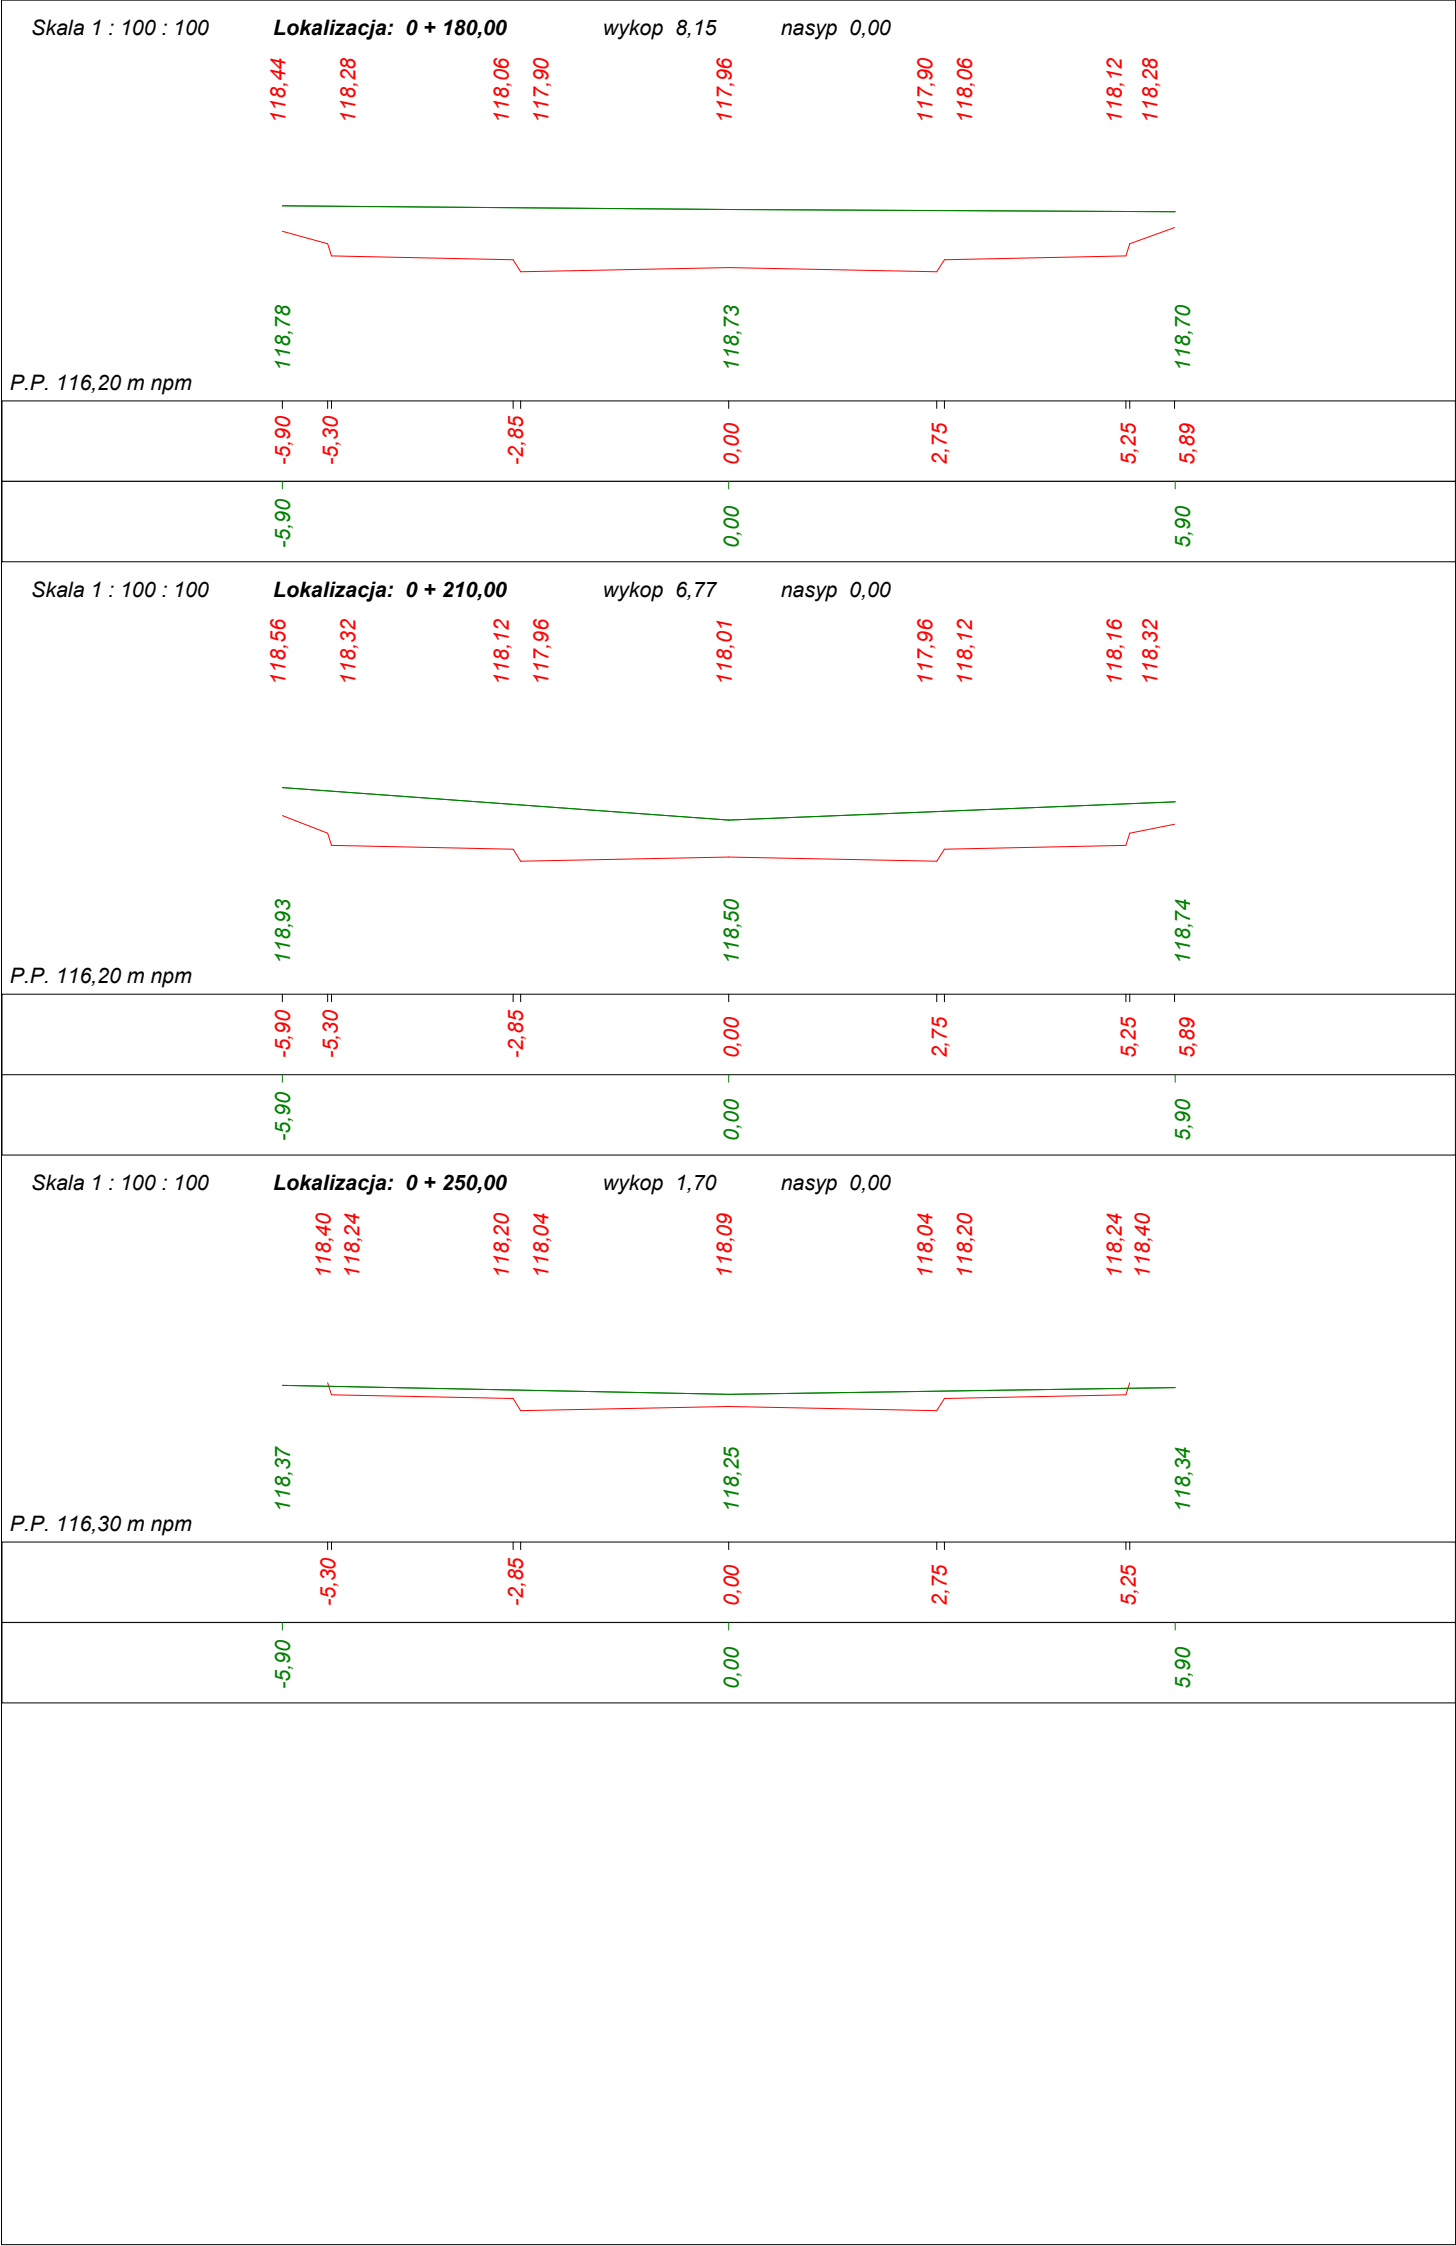 Skala 1 : 100 : 100 Lokalizacja: 0 + 180,00 wykop 8,15 nasyp 0,00
118,44 118,28 118,06 117,90 117,96 117,90 118,06 118,12 118,28
118,78 118,73 118,70
P.P. 116,20 m npm
-5,90 -5,30 -2,85 0,00 2,75 5,25 5,89
-5,90 0,00 5,90
Skala 1 : 100 : 100 Lokalizacja: 0 + 210,00 wykop 6,77 nasyp 0,00
118,56 118,32 118,12 117,96 118,01 117,96 118,12 118,16 118,32
118,93 118,50 118,74
P.P. 116,20 m npm
-5,90 -5,30 -2,85 0,00 2,75 5,25 5,89
-5,90 0,00 5,90
Skala 1 : 100 : 100 Lokalizacja: 0 + 250,00 wykop 1,70 nasyp 0,00
118,40 118,24 118,20 118,04 118,09 118,04 118,20 118,24 118,40
118,37 118,25 118,34
P.P. 116,30 m npm
-5,30 -2,85 0,00 2,75 5,25
-5,90 0,00 5,90